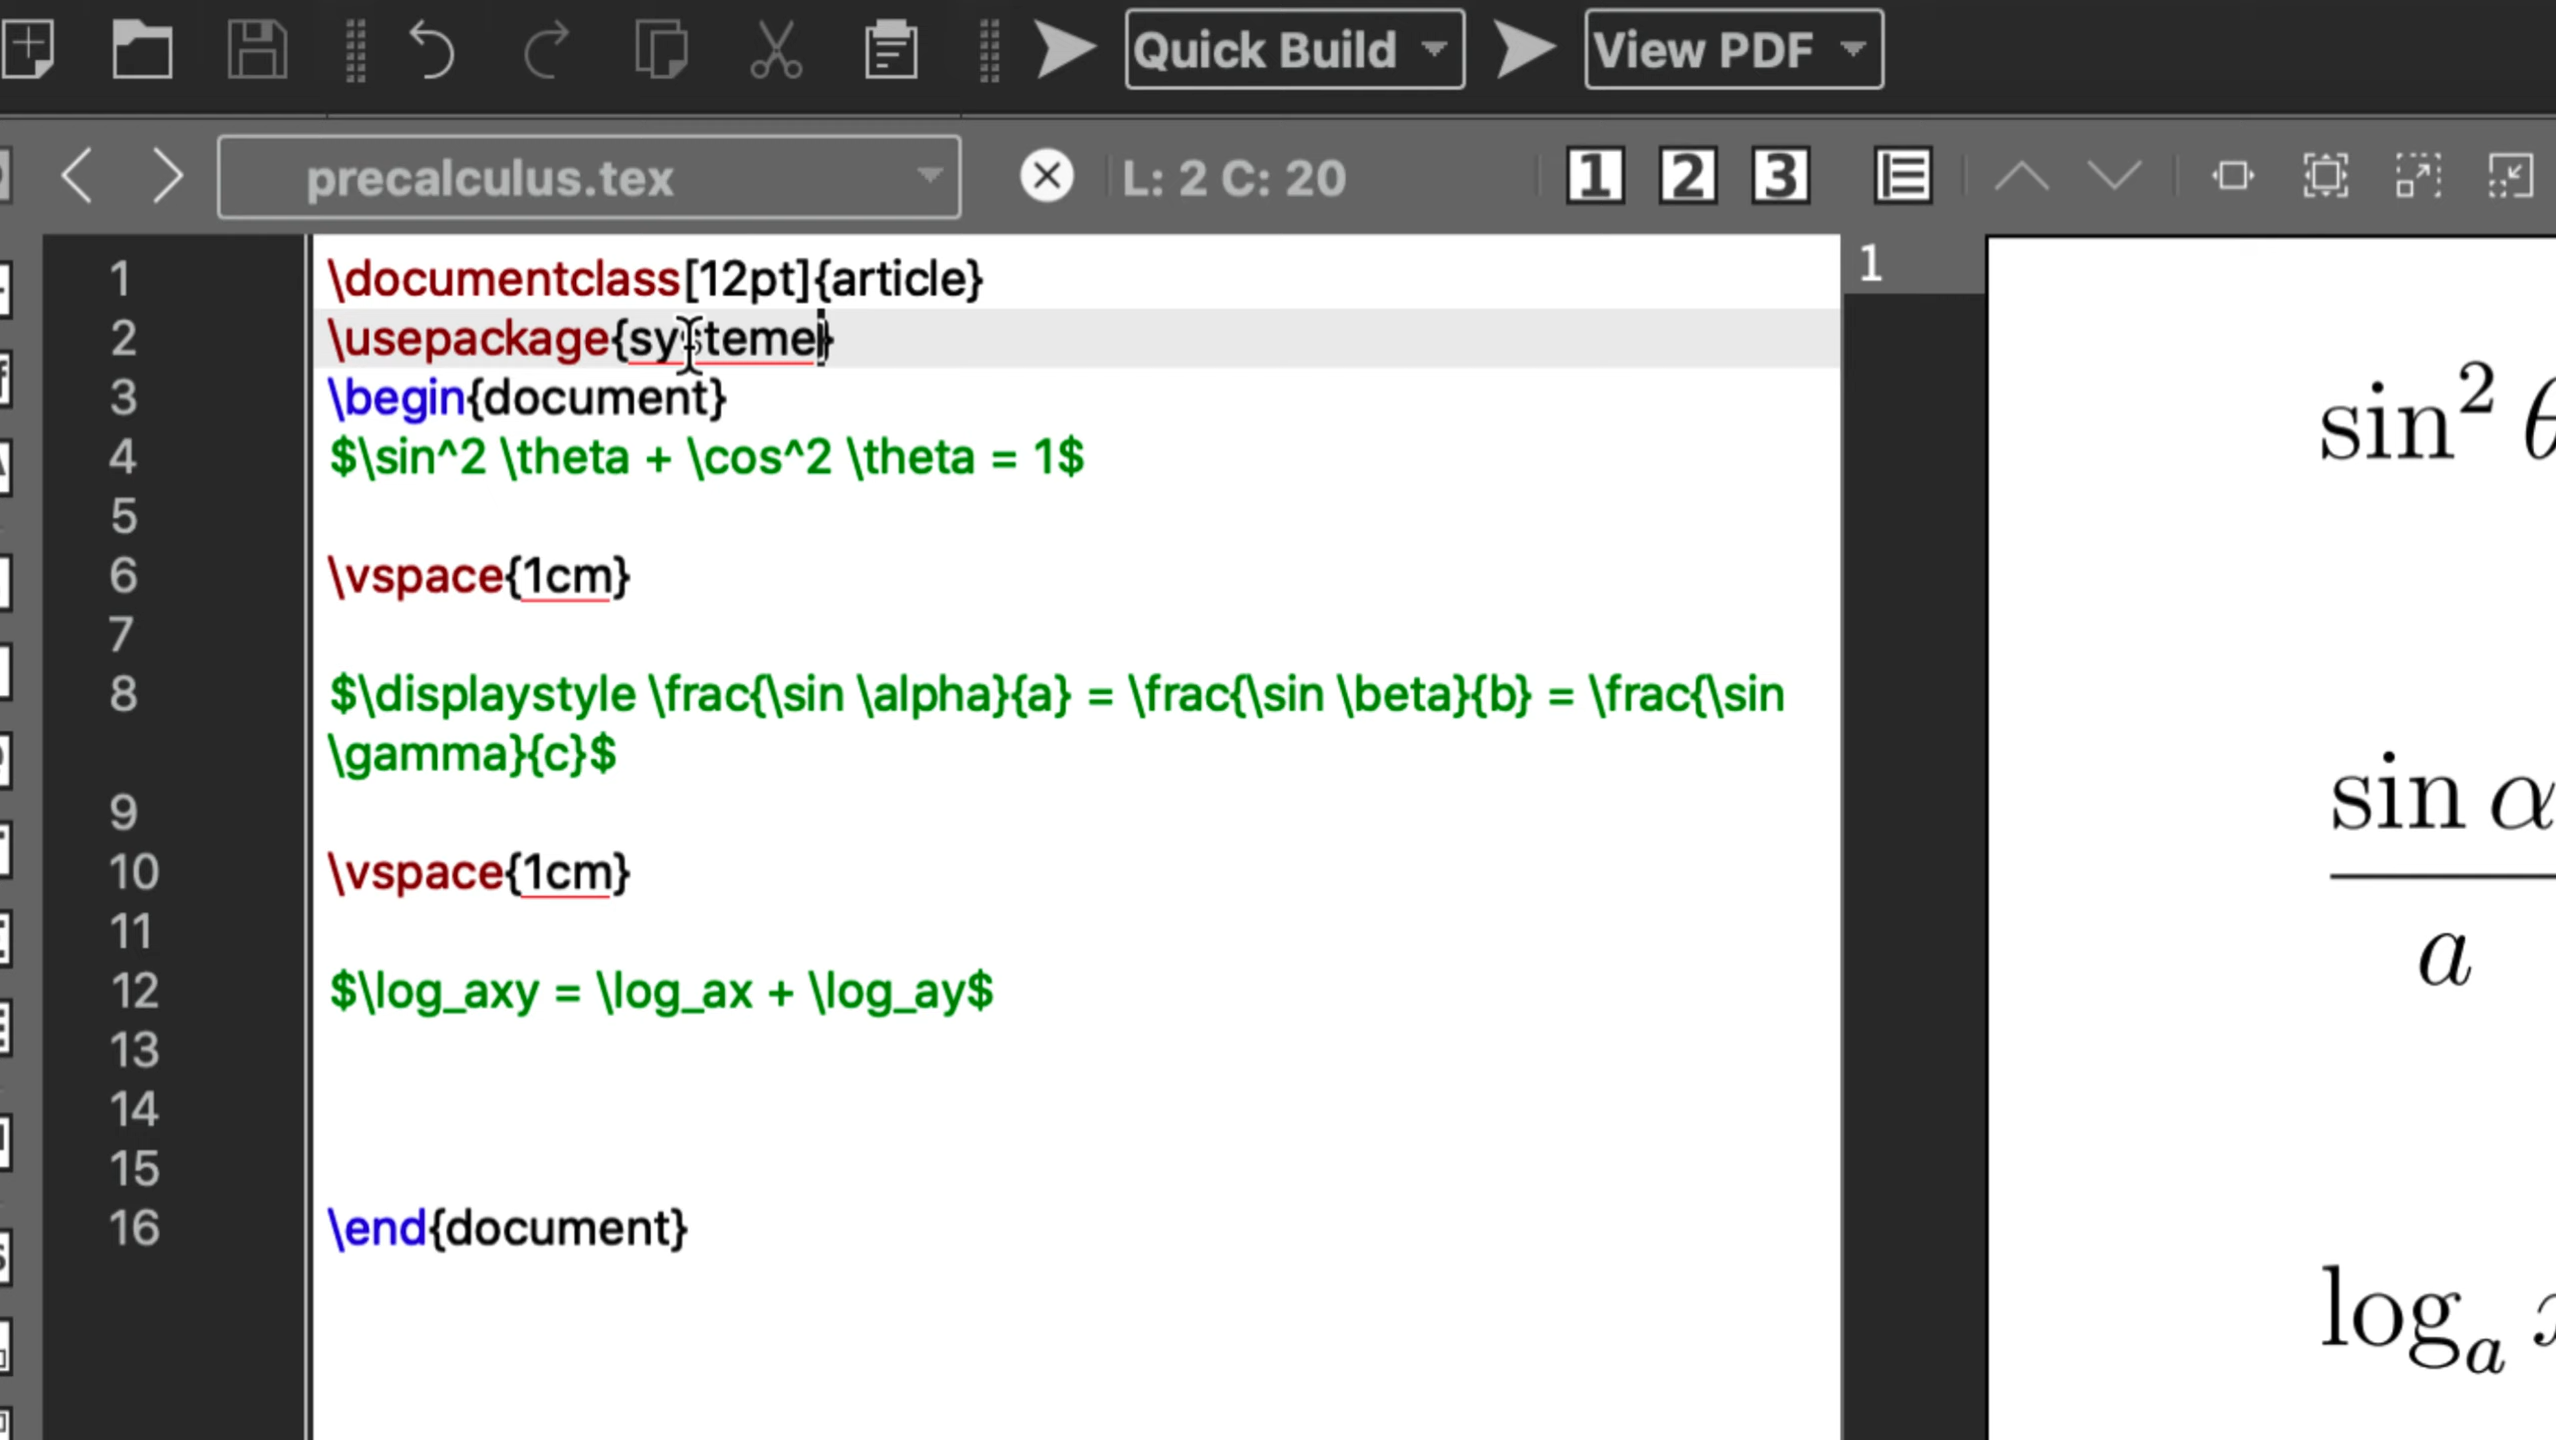 Quick Build
View PDF
precalculus.tex
L: 2 C: 20
1 2 3
1 \documentclass[12pt]{article}
2 \usepackage{systeme}
3 \begin{document}
4 $\sin^2 \theta + \cos^2 \theta = 1$
5
6 \vspace{1cm}
7
8 $\displaystyle \frac{\sin \alpha}{a} = \frac{\sin \beta}{b} = \frac{\sin
\gamma}{c}$
9
10 \vspace{1cm}
11
12 $\log_axy = \log_ax + \log_ay$
13
14
15
16 \end{document}
1
sin² θ
sin α
a
logₐ x